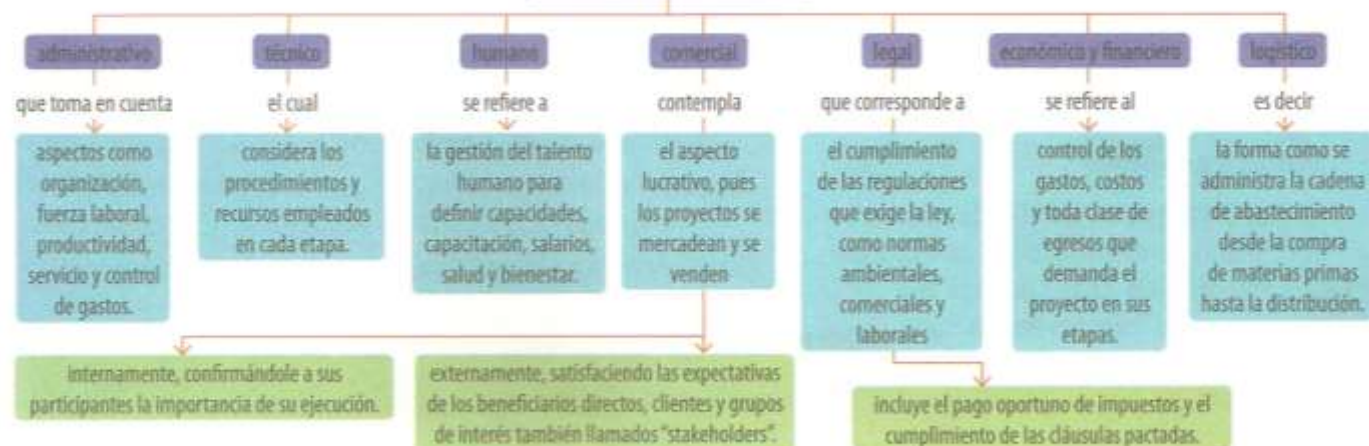 administrativo
técnico
humano
comercial
legal
económico y financiero
logístico
que toma en cuenta
el cual
se refiere a
contempla
que corresponde a
se refiere al
es decir
aspectos como
organización,
fuerza laboral,
productividad,
servicio y control
de gastos.
considera los
procedimientos y
recursos empleados
en cada etapa.
la gestión del talento
humano para
definir capacidades,
capacitación, salarios,
salud y bienestar.
el aspecto
lucrativo, pues
los proyectos se
mercadean y se
venden
el cumplimiento
de las regulaciones
que exige la ley,
como normas
ambientales,
comerciales y
laborales
control de los
gastos, costos
y toda clase de
egresos que
demanda el
proyecto en sus
etapas.
la forma como se
administra la cadena
de abastecimiento
desde la compra
de materias primas
hasta la distribución.
internamente, confirmándole a sus
participantes la importancia de su ejecución.
externamente, satisfaciendo las expectativas
de los beneficiarios directos, clientes y grupos
de interés también llamados "stakeholders".
incluye el pago oportuno de impuestos y el
cumplimiento de las cláusulas pactadas.